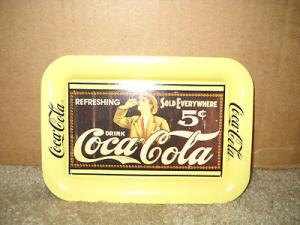 Coca-Cola
REFRESHING
SOLD EVERYWHERE
5¢
DRINK
Coca-Cola
Coca-Cola